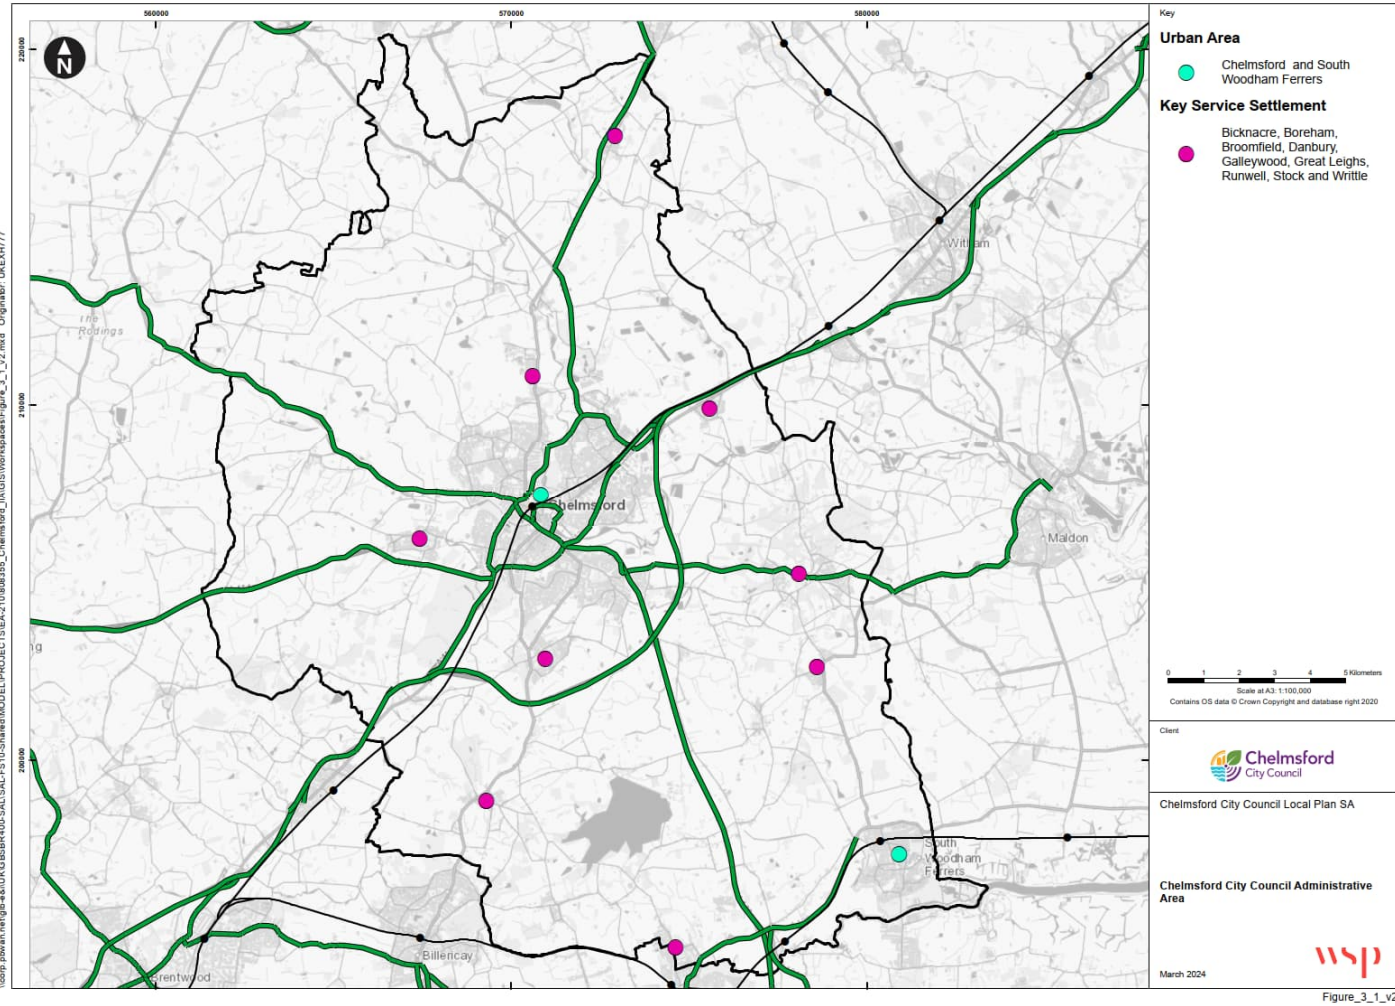 560000
570000
580000
220000
210000
200000
N
The
Rodings
Witham
Chelmsford
Maldon
South
Woodham
Ferrers
Billericay
Brentwood
Key
Urban Area
Chelmsford and South
Woodham Ferrers
Key Service Settlement
Bicknacre, Boreham,
Broomfield, Danbury,
Galleywood, Great Leighs,
Runwell, Stock and Writtle
0 1 2 3 4 5 Kilometers
Scale at A3: 1:100,000
Contains OS data © Crown Copyright and database right 2020
Client
Chelmsford
City Council
Chelmsford City Council Local Plan SA
Chelmsford City Council Administrative
Area
wsp
March 2024
Figure_3_1_v2